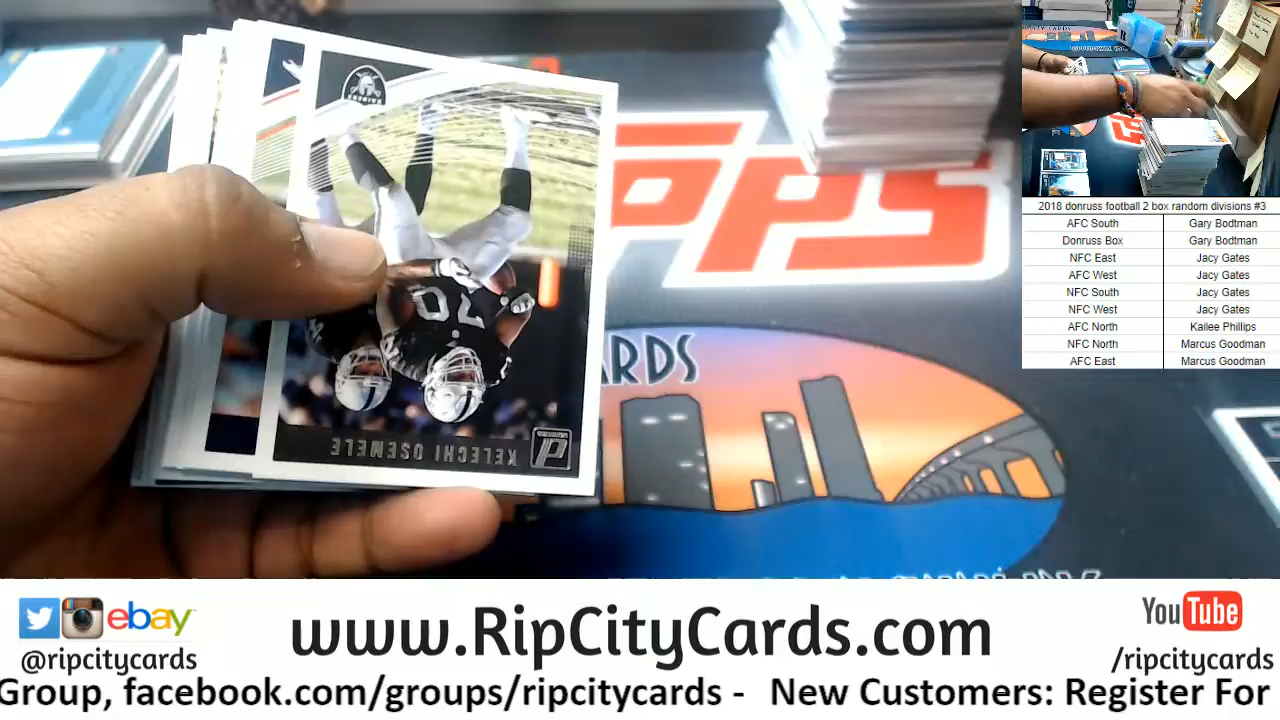 RAIDERS
KELECHI OSEMELE
70
TOPPS
ARDS
2018 donruss football 2 box random divisions #3
AFC South Gary Bodtman
Donruss Box Gary Bodtman
NFC East Jacy Gates
AFC West Jacy Gates
NFC South Jacy Gates
NFC West Jacy Gates
AFC North Kailee Phillips
NFC North Marcus Goodman
AFC East Marcus Goodman
ebay
@ripcitycards
www.RipCityCards.com
YouTube
/ripcitycards
Group, facebook.com/groups/ripcitycards - New Customers: Register For